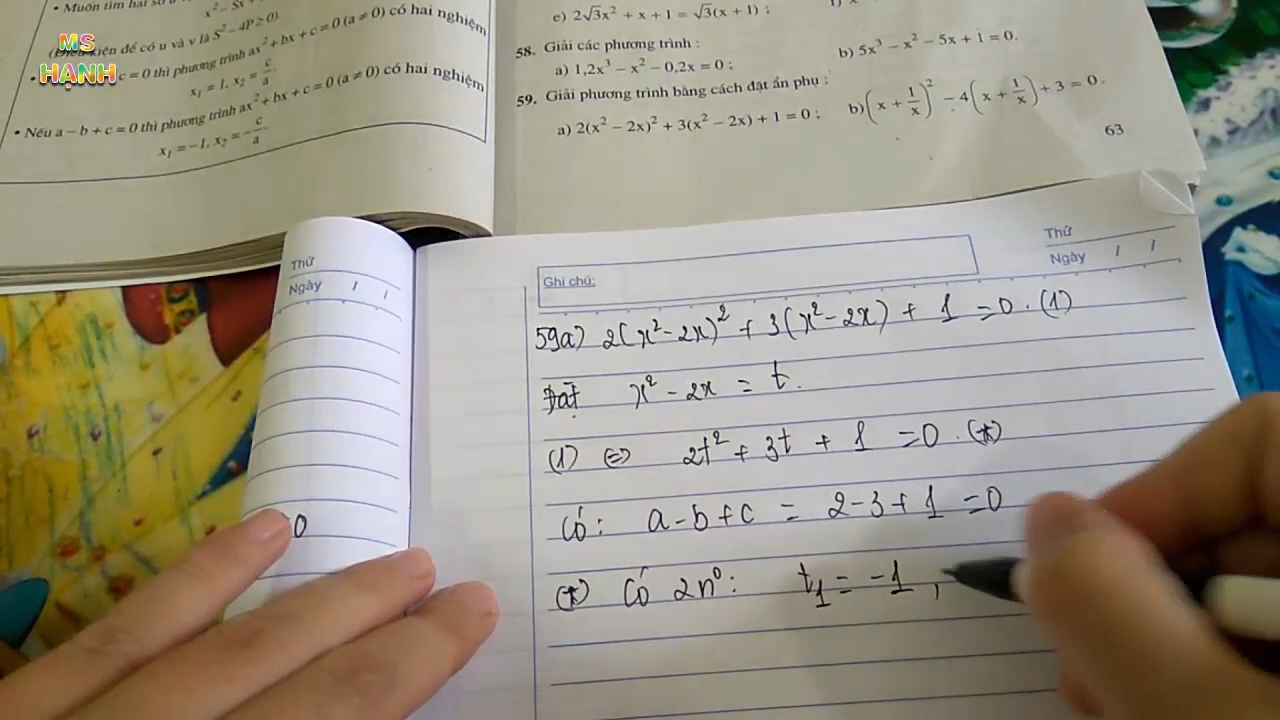 • Muốn tìm hai số u
x² – 5x
(Điều kiện để có u và v là S² – 4P ≥ 0).
MS
HẠNH
c = 0 thì phương trình ax² + bx + c = 0 (a ≠ 0) có hai nghiệm
x₁ = 1, x₂ = c/a.
• Nếu a – b + c = 0 thì phương trình ax² + bx + c = 0 (a ≠ 0) có hai nghiệm
x₁ = –1, x₂ = –c/a.
e) 2√3x² + x + 1 = √3(x + 1) ;
58. Giải các phương trình :
a) 1,2x³ – x² – 0,2x = 0 ; b) 5x³ – x² – 5x + 1 = 0.
59. Giải phương trình bằng cách đặt ẩn phụ :
a) 2(x² – 2x)² + 3(x² – 2x) + 1 = 0 ; b) (x + 1/x)² – 4(x + 1/x) + 3 = 0.
63
Thứ
Ngày / /
0
Thứ
Ngày / /
Ghi chú:
59a) 2(x² – 2x)² + 3(x² – 2x) + 1 = 0. (1)
Đặt x² – 2x = t.
(1) ⇔ 2t² + 3t + 1 = 0. (*)
Có: a – b + c = 2 – 3 + 1 = 0
(*) Có 2n⁰: t₁ = –1 ,